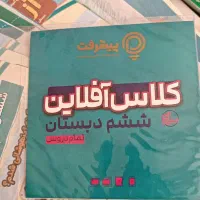 پیشرفت
کلاس آفلاین
ششم دبستان